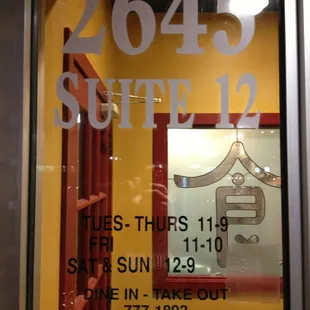 2645
SUITE 12
食
TUES - THURS 11-9
FRI 11-10
SAT & SUN 12-9
DINE IN - TAKE OUT